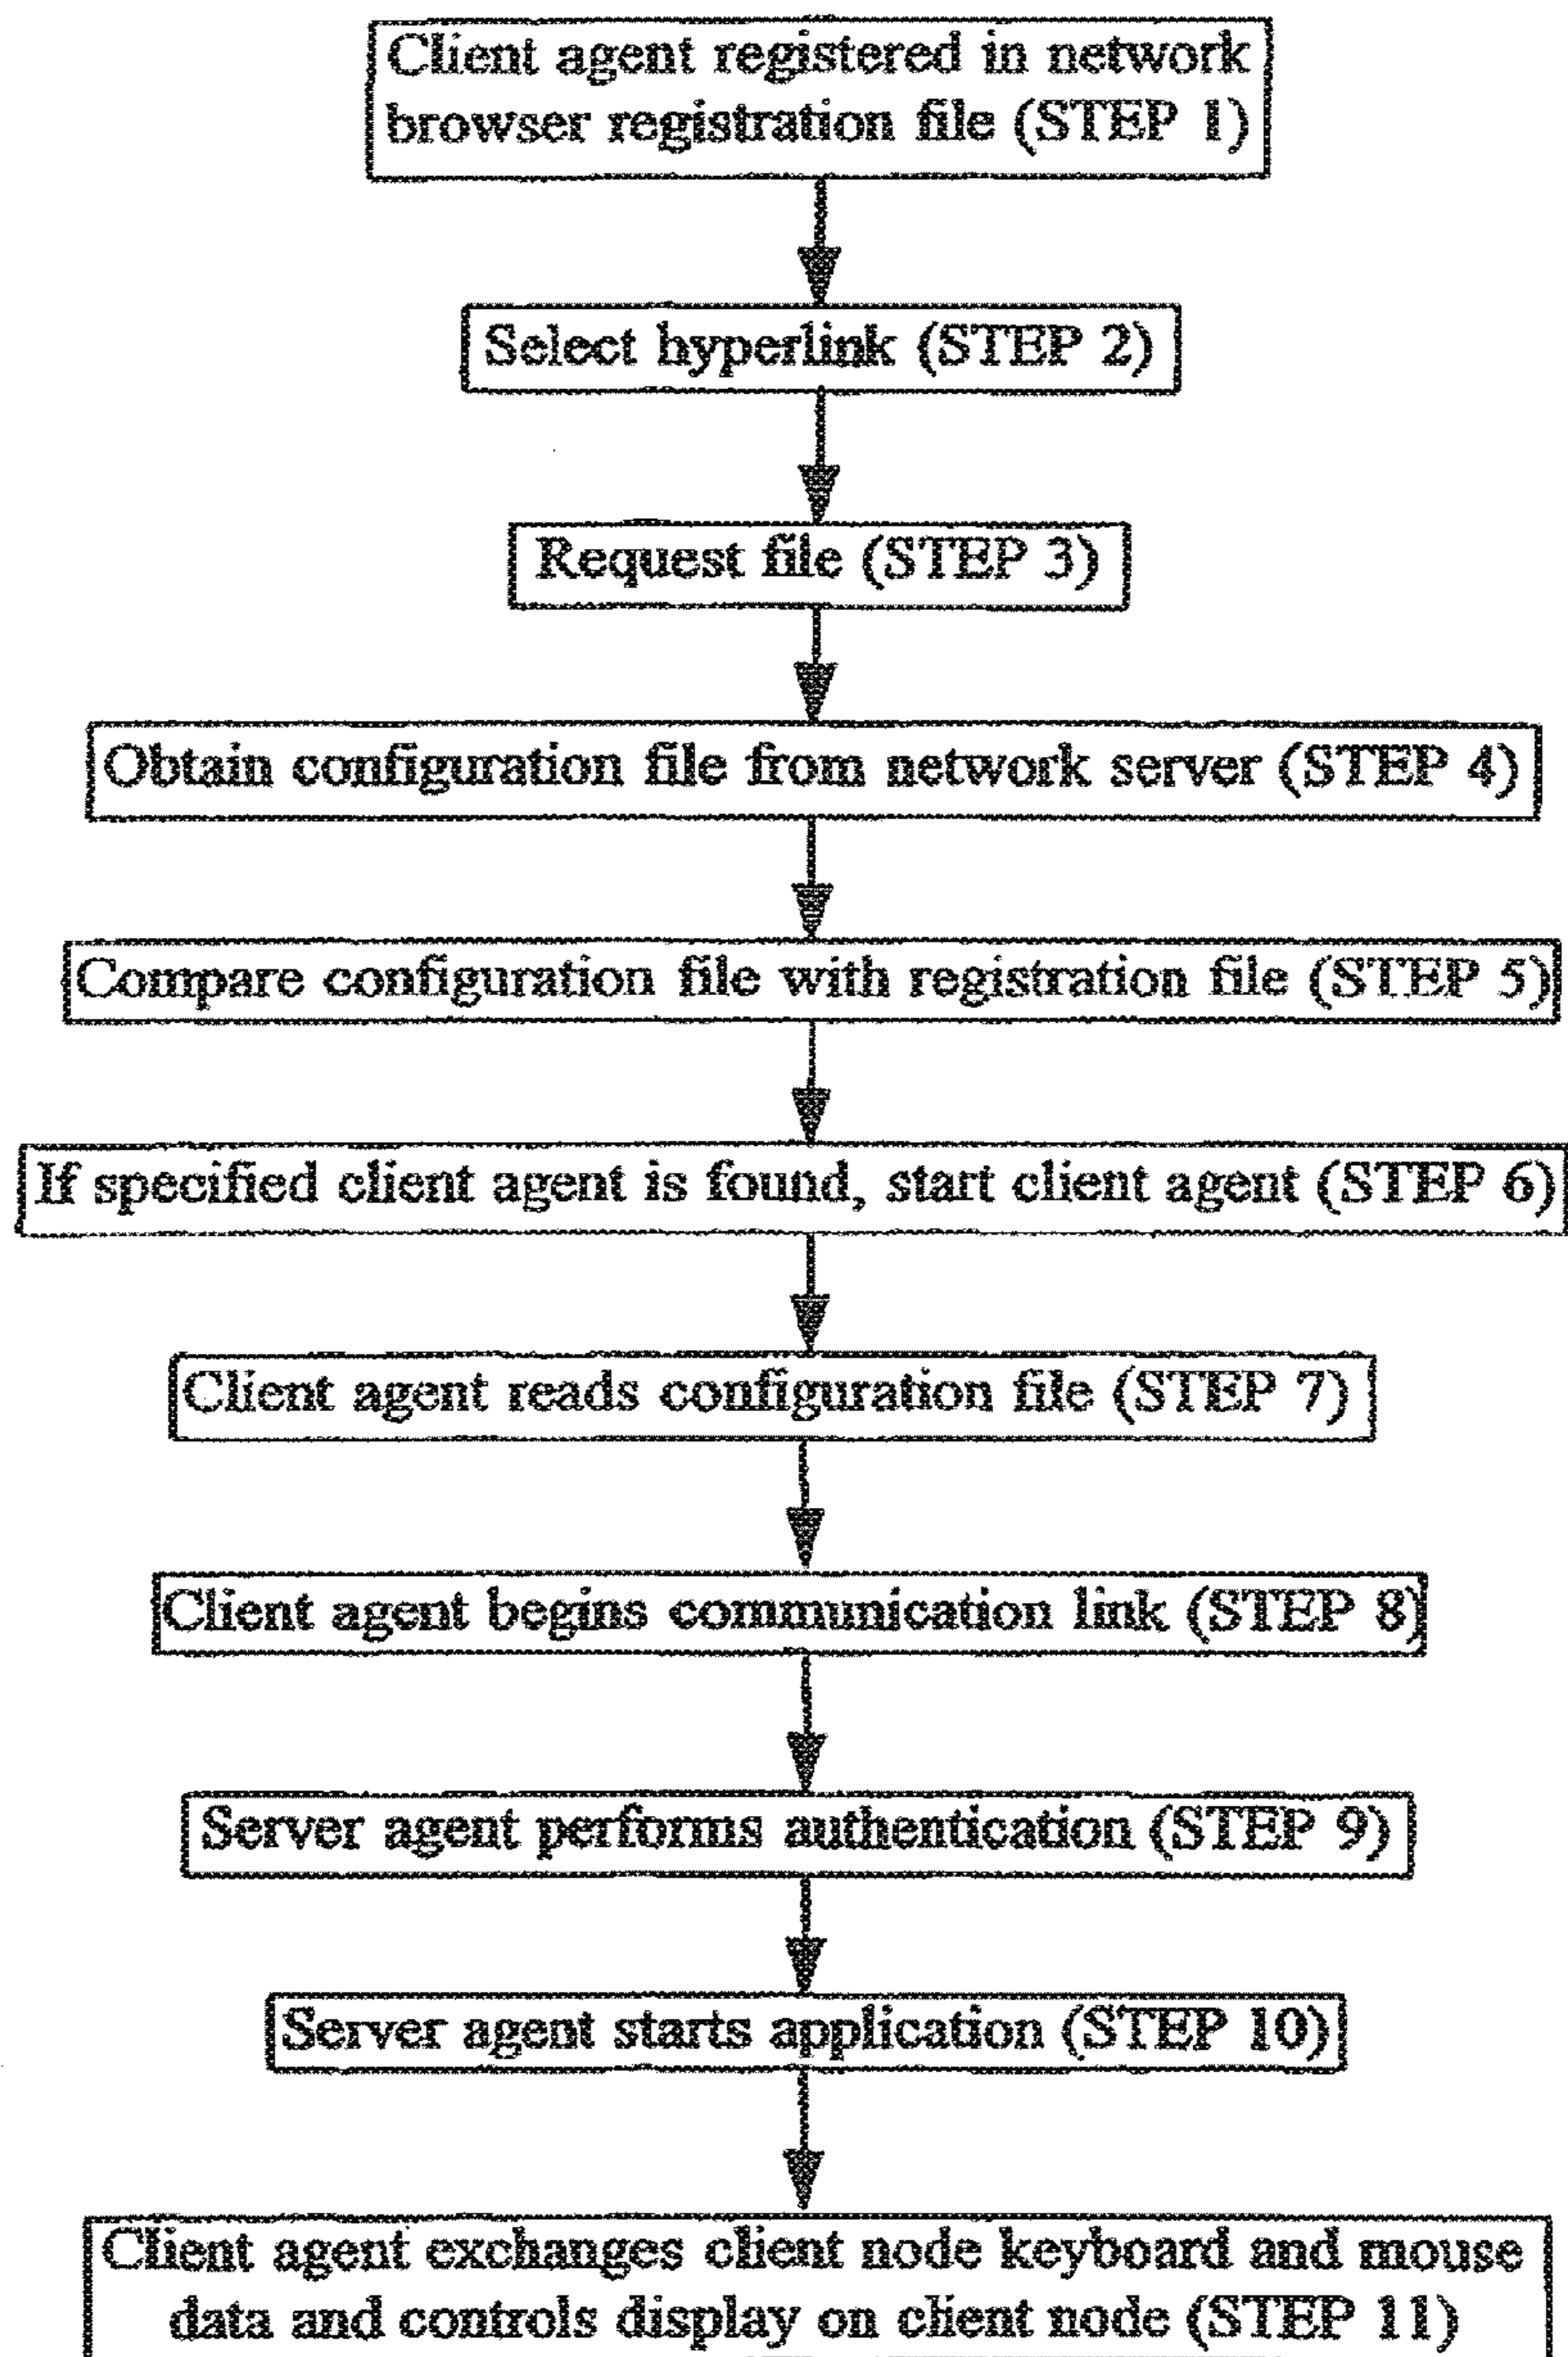 Client agent registered in network
browser registration file (STEP 1)
Select hyperlink (STEP 2)
Request file (STEP 3)
Obtain configuration file from network server (STEP 4)
Compare configuration file with registration file (STEP 5)
If specified client agent is found, start client agent (STEP 6)
Client agent reads configuration file (STEP 7)
Client agent begins communication link (STEP 8)
Server agent performs authentication (STEP 9)
Server agent starts application (STEP 10)
Client agent exchanges client node keyboard and mouse
data and controls display on client node (STEP 11)